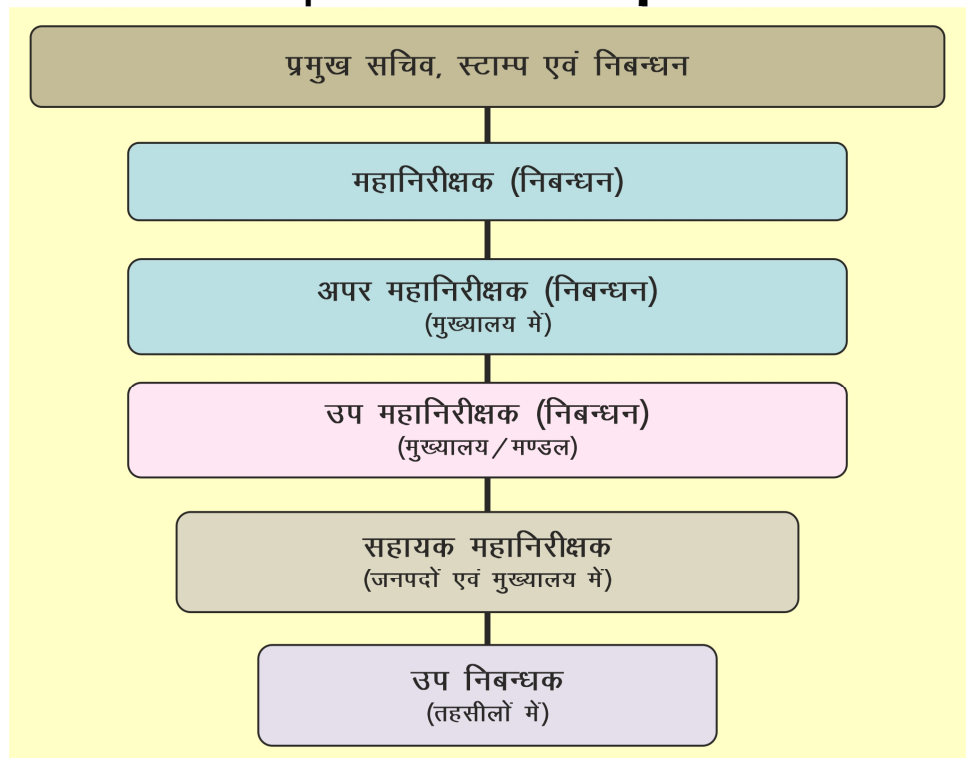 प्रमुख सचिव, स्टाम्प एवं निबन्धन
महानिरीक्षक (निबन्धन)
अपर महानिरीक्षक (निबन्धन)
(मुख्यालय में)
उप महानिरीक्षक (निबन्धन)
(मुख्यालय/मण्डल)
सहायक महानिरीक्षक
(जनपदों एवं मुख्यालय में)
उप निबन्धक
(तहसीलों में)